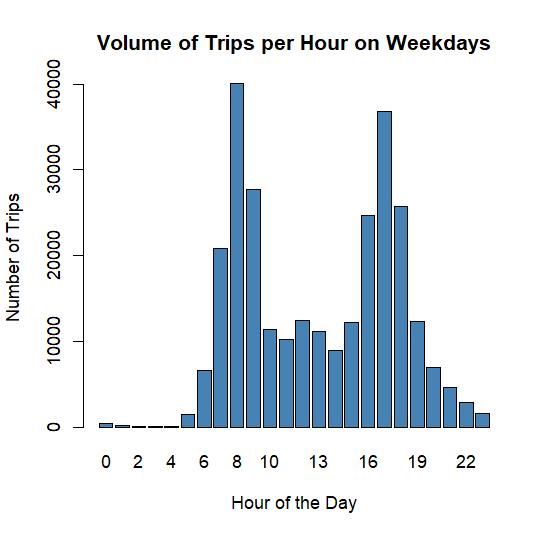 Volume of Trips per Hour on Weekdays
Number of Trips
40000
30000
20000
10000
0
0 2 4 6 8 10 13 16 19 22
Hour of the Day